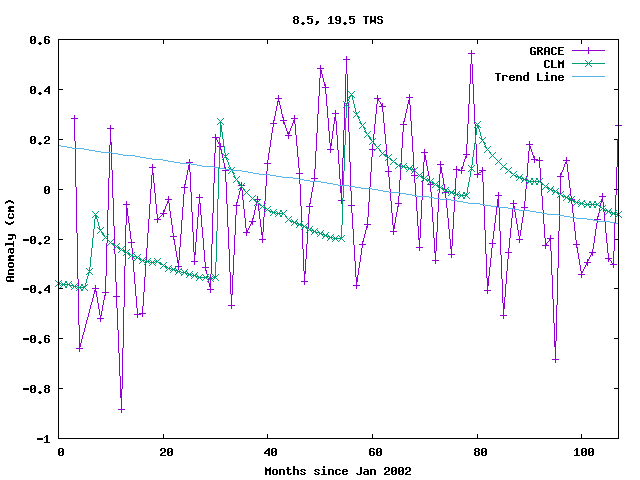 8.5, 19.5 TWS
GRACE
CLM
Trend Line
0.6
0.4
0.2
0
-0.2
-0.4
-0.6
-0.8
-1
Anomaly (cm)
0 20 40 60 80 100
Months since Jan 2002